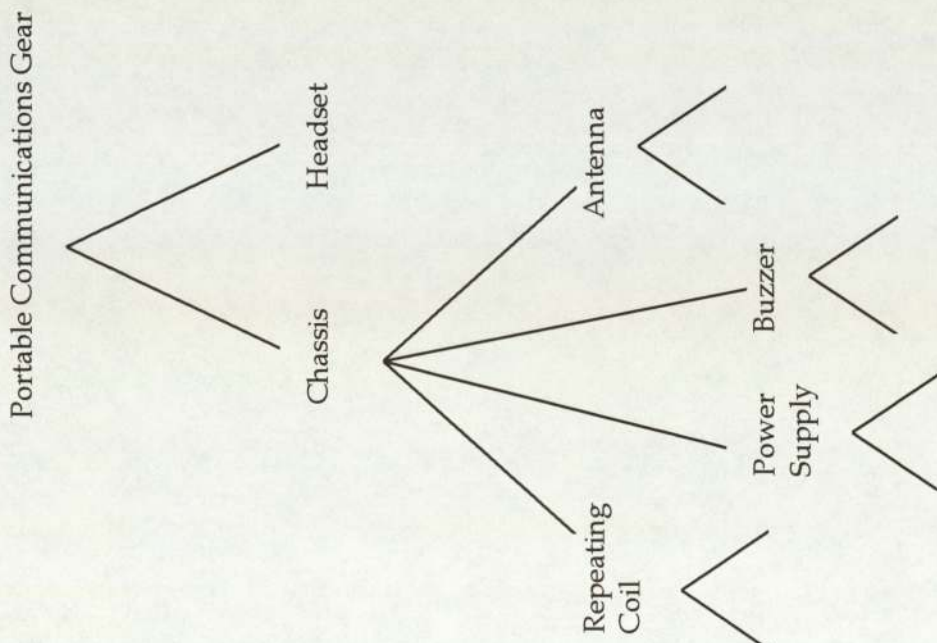 Portable Communications Gear
Chassis
Headset
Repeating
Coil
Power
Supply
Buzzer
Antenna